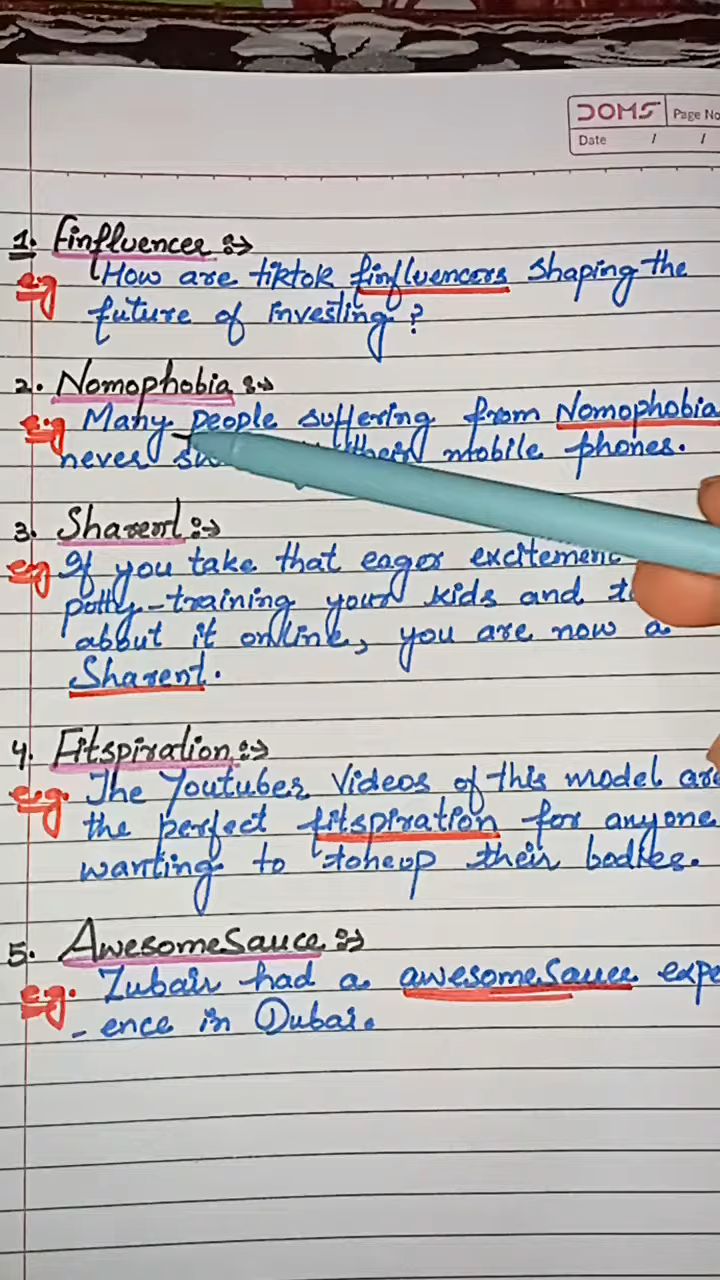 DOMS Page No
Date / /
1. Finfluencer :->
eg How are tiktok finfluencers shaping the
future of investing?
2. Nomophobia :->
eg Many people suffering from Nomophobia
never their mobile phones.
3. Sharent :->
eg If you take that eager excitement
potty-training your kids and
about it online, you are now a
Sharent.
4. Fitspiration :->
e.g. The Youtuber Videos of this model are
the perfect fitspiration for anyone
wanting to toneup their bodies.
5. AwesomeSauce :->
eg. Zubair had a awesomeSauce expe
- ence in Dubai.